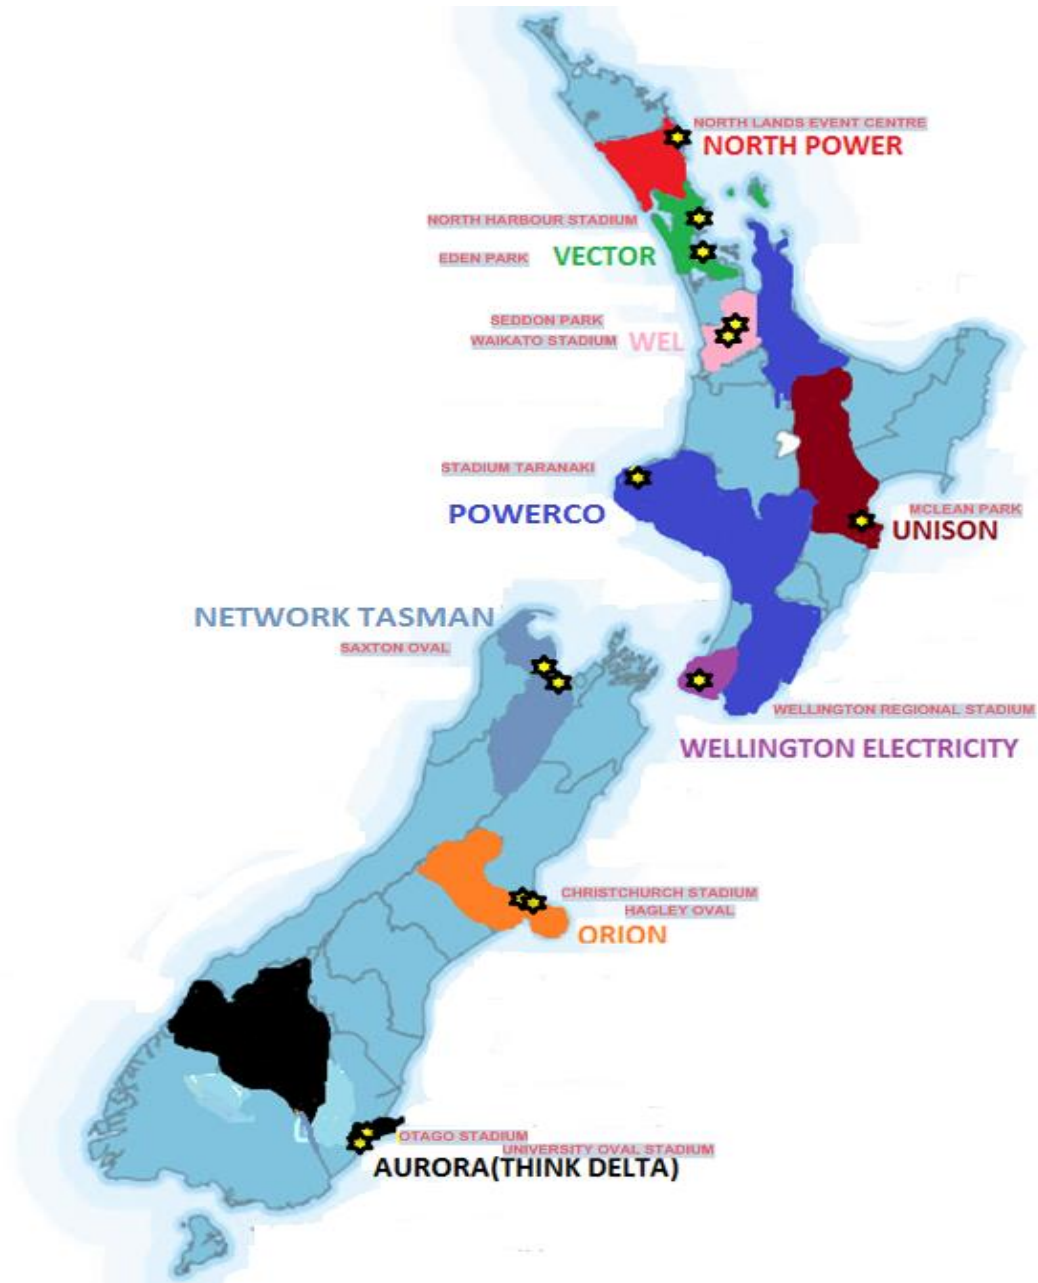 NORTH LANDS EVENT CENTRE
NORTH POWER
NORTH HARBOUR STADIUM
EDEN PARK
VECTOR
SEDDON PARK
WAIKATO STADIUM
WEL
STADIUM TARANAKI
POWERCO
MCLEAN PARK
UNISON
NETWORK TASMAN
SAXTON OVAL
WELLINGTON REGIONAL STADIUM
WELLINGTON ELECTRICITY
CHRISTCHURCH STADIUM
HAGLEY OVAL
ORION
OTAGO STADIUM
UNIVERSITY OVAL STADIUM
AURORA(THINK DELTA)